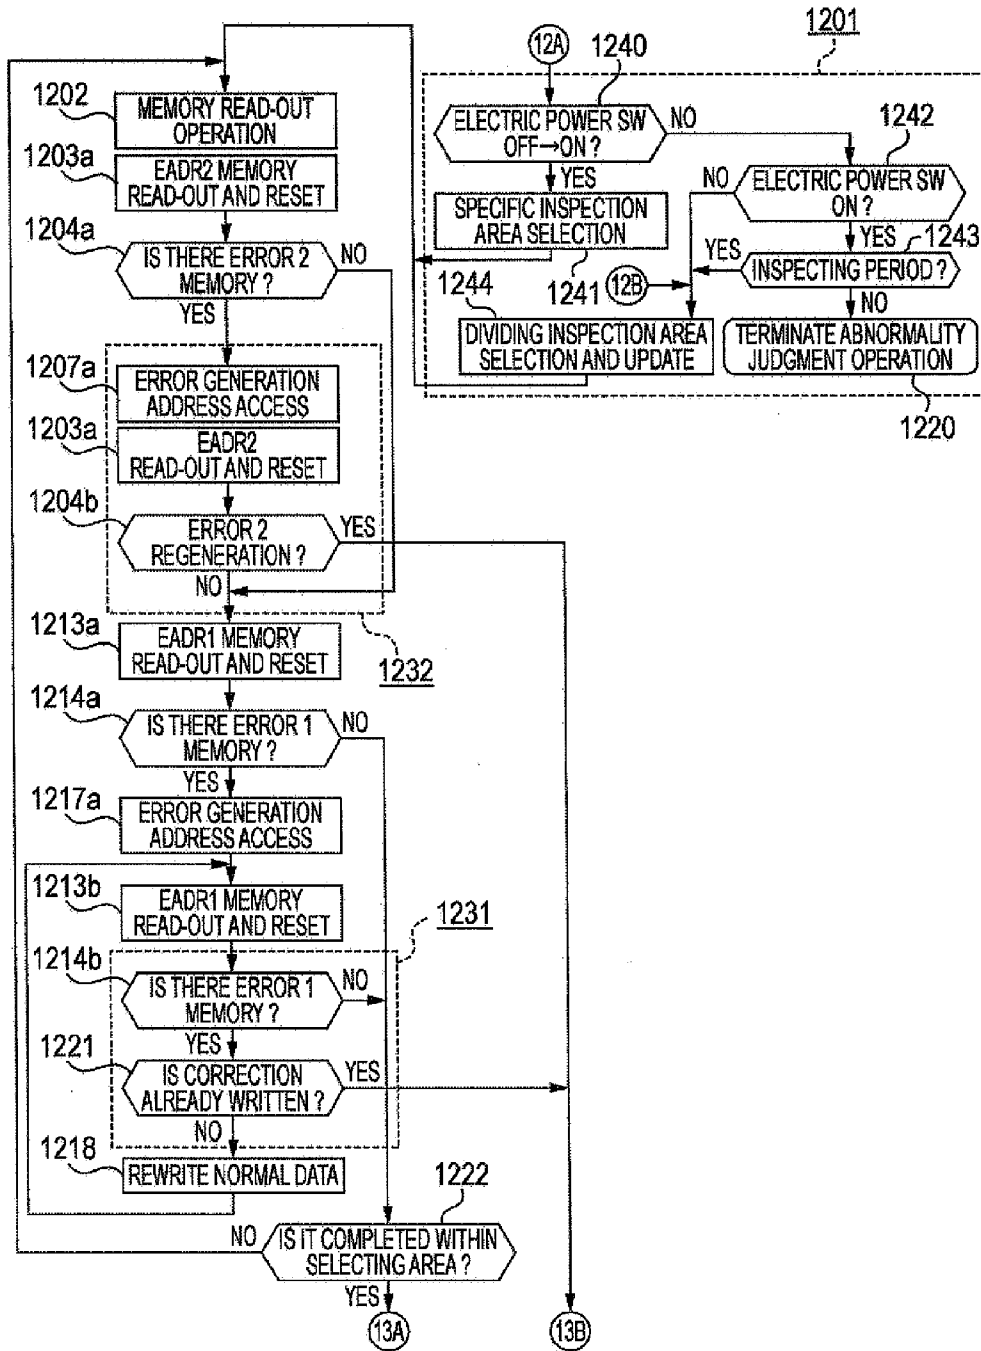 12A
1240
1201
ELECTRIC POWER SW
OFF→ON ?
NO
YES
1242
ELECTRIC POWER SW
ON ?
NO
YES
SPECIFIC INSPECTION
AREA SELECTION
1241
1243
INSPECTING PERIOD ?
YES
NO
12B
1244
DIVIDING INSPECTION AREA
SELECTION AND UPDATE
TERMINATE ABNORMALITY
JUDGMENT OPERATION
1220
1202
MEMORY READ-OUT
OPERATION
1203a
EADR2 MEMORY
READ-OUT AND RESET
1204a
IS THERE ERROR 2
MEMORY ?
NO
YES
1207a
ERROR GENERATION
ADDRESS ACCESS
1203a
EADR2
READ-OUT AND RESET
1204b
ERROR 2
REGENERATION ?
YES
NO
1232
1213a
EADR1 MEMORY
READ-OUT AND RESET
1214a
IS THERE ERROR 1
MEMORY ?
NO
YES
1217a
ERROR GENERATION
ADDRESS ACCESS
1213b
EADR1 MEMORY
READ-OUT AND RESET
1231
1214b
IS THERE ERROR 1
MEMORY ?
NO
YES
1221
IS CORRECTION
ALREADY WRITTEN ?
YES
NO
1218
REWRITE NORMAL DATA
1222
IS IT COMPLETED WITHIN
SELECTING AREA ?
NO
YES
13A
13B